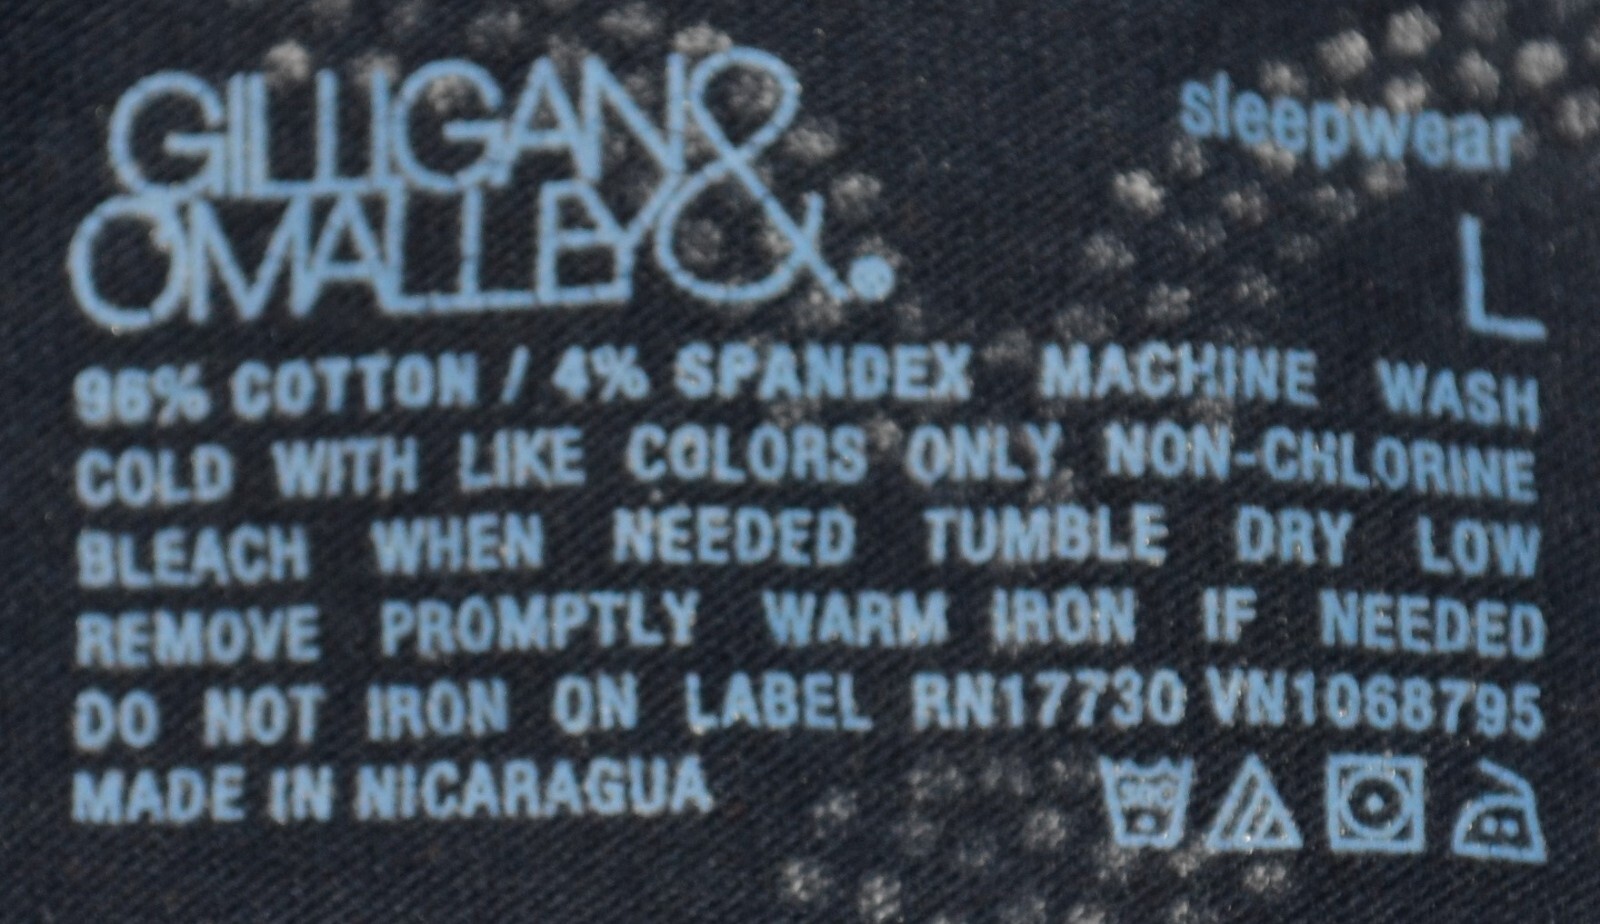 GILLIGAN &
O'MALLEY ®
sleepwear
L
96% COTTON / 4% SPANDEX MACHINE WASH
COLD WITH LIKE COLORS ONLY NON-CHLORINE
BLEACH WHEN NEEDED TUMBLE DRY LOW
REMOVE PROMPTLY WARM IRON IF NEEDED
DO NOT IRON ON LABEL RN17730 VN1068795
MADE IN NICARAGUA